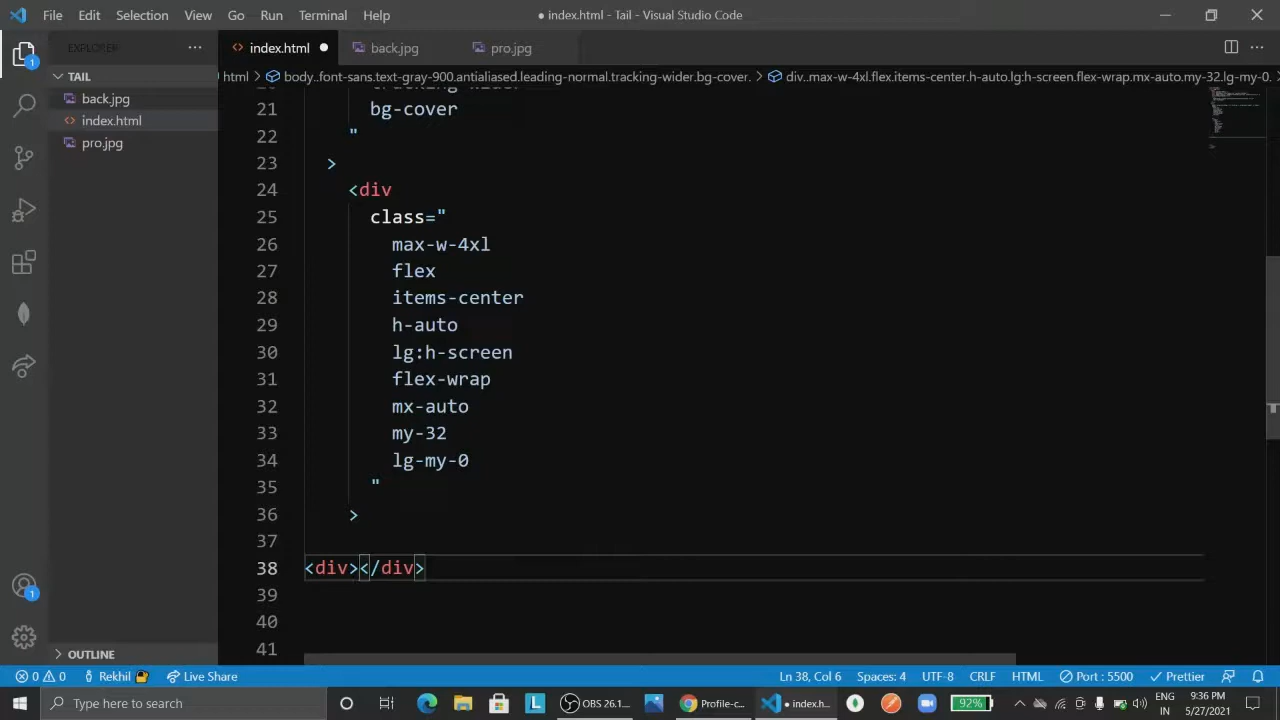 File Edit Selection View Go Run Terminal Help ● index.html - Tail - Visual Studio Code
EXPLORER ··· <> index.html ● back.jpg pro.jpg ···
TAIL
html > body..font-sans.text-gray-900.antialiased.leading-normal.tracking-wider.bg-cover. > div..max-w-4xl.flex.items-center.h-auto.lg:h-screen.flex-wrap.mx-auto.my-32.lg-my-0.
back.jpg
<> index.html
pro.jpg
21 bg-cover
22 "
23 >
24 <div
25 class="
26 max-w-4xl
27 flex
28 items-center
29 h-auto
30 lg:h-screen
31 flex-wrap
32 mx-auto
33 my-32
34 lg-my-0
35 "
36 >
37
38 <div></div>
39
40
41
1
1
OUTLINE
0 0 Rekhil Live Share Ln 38, Col 6 Spaces: 4 UTF-8 CRLF HTML Port : 5500 Prettier
Type here to search L OBS 26.1... Profile-c... index.h... 92% ENG IN 9:36 PM 5/27/2021